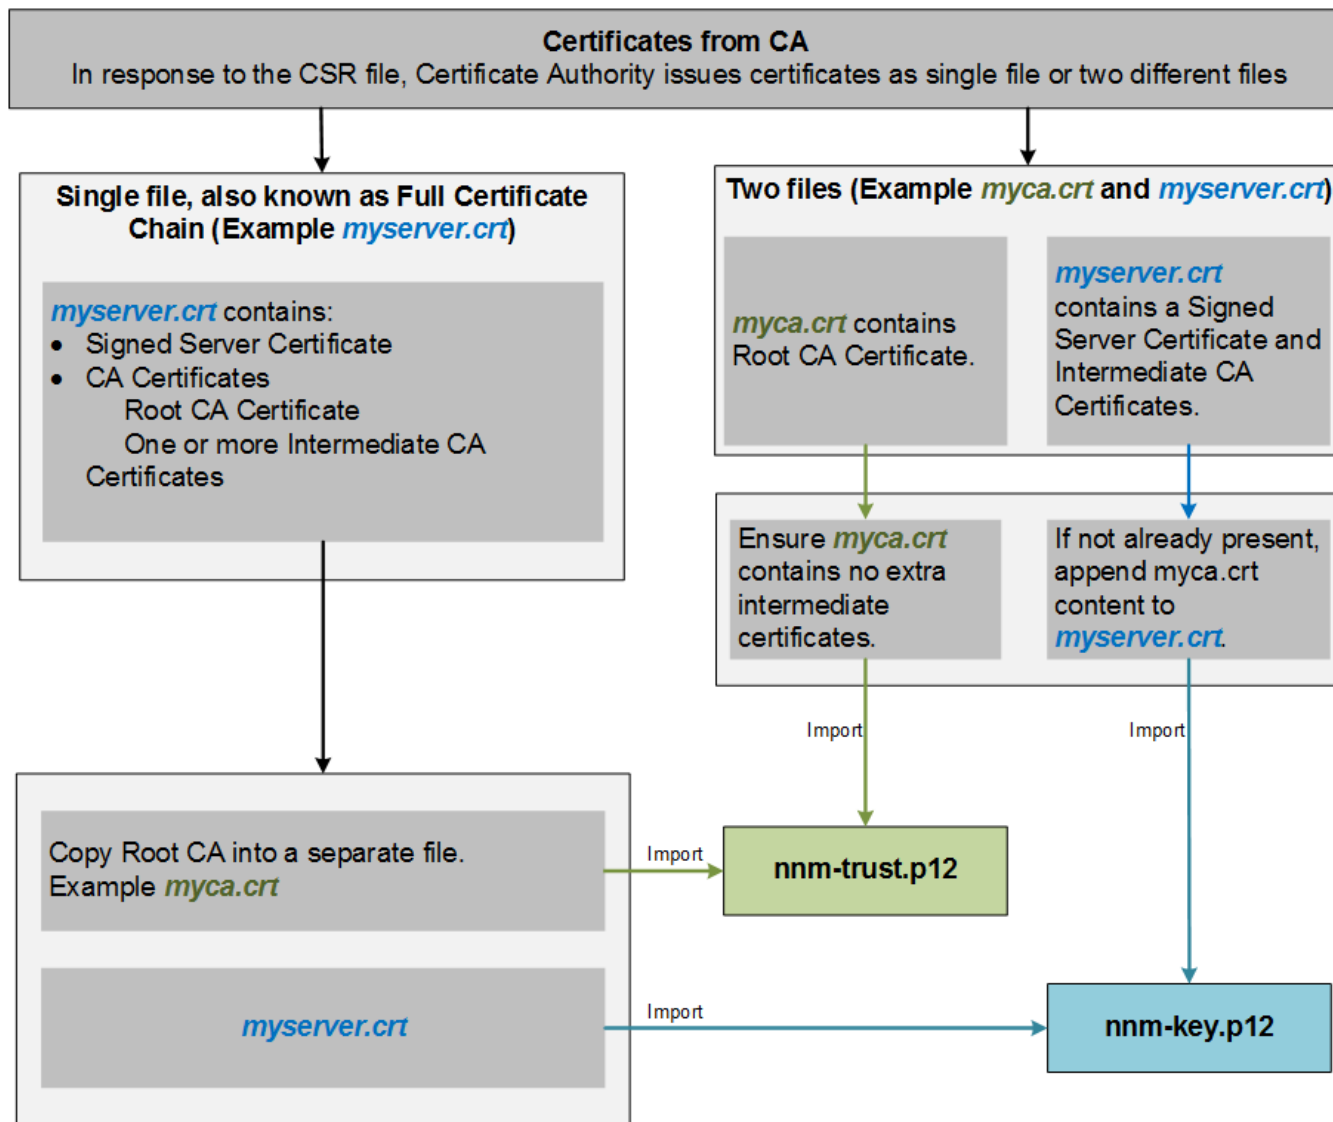 Certificates from CA
In response to the CSR file, Certificate Authority issues certificates as single file or two different files
Single file, also known as Full Certificate
Chain (Example myserver.crt)
myserver.crt contains:
• Signed Server Certificate
• CA Certificates
Root CA Certificate
One or more Intermediate CA
Certificates
Two files (Example myca.crt and myserver.crt)
myca.crt contains
Root CA Certificate.
myserver.crt
contains a Signed
Server Certificate and
Intermediate CA
Certificates.
Ensure myca.crt
contains no extra
intermediate
certificates.
If not already present,
append myca.crt
content to
myserver.crt.
Import
Import
Copy Root CA into a separate file.
Example myca.crt
Import
nnm-trust.p12
myserver.crt
Import
nnm-key.p12